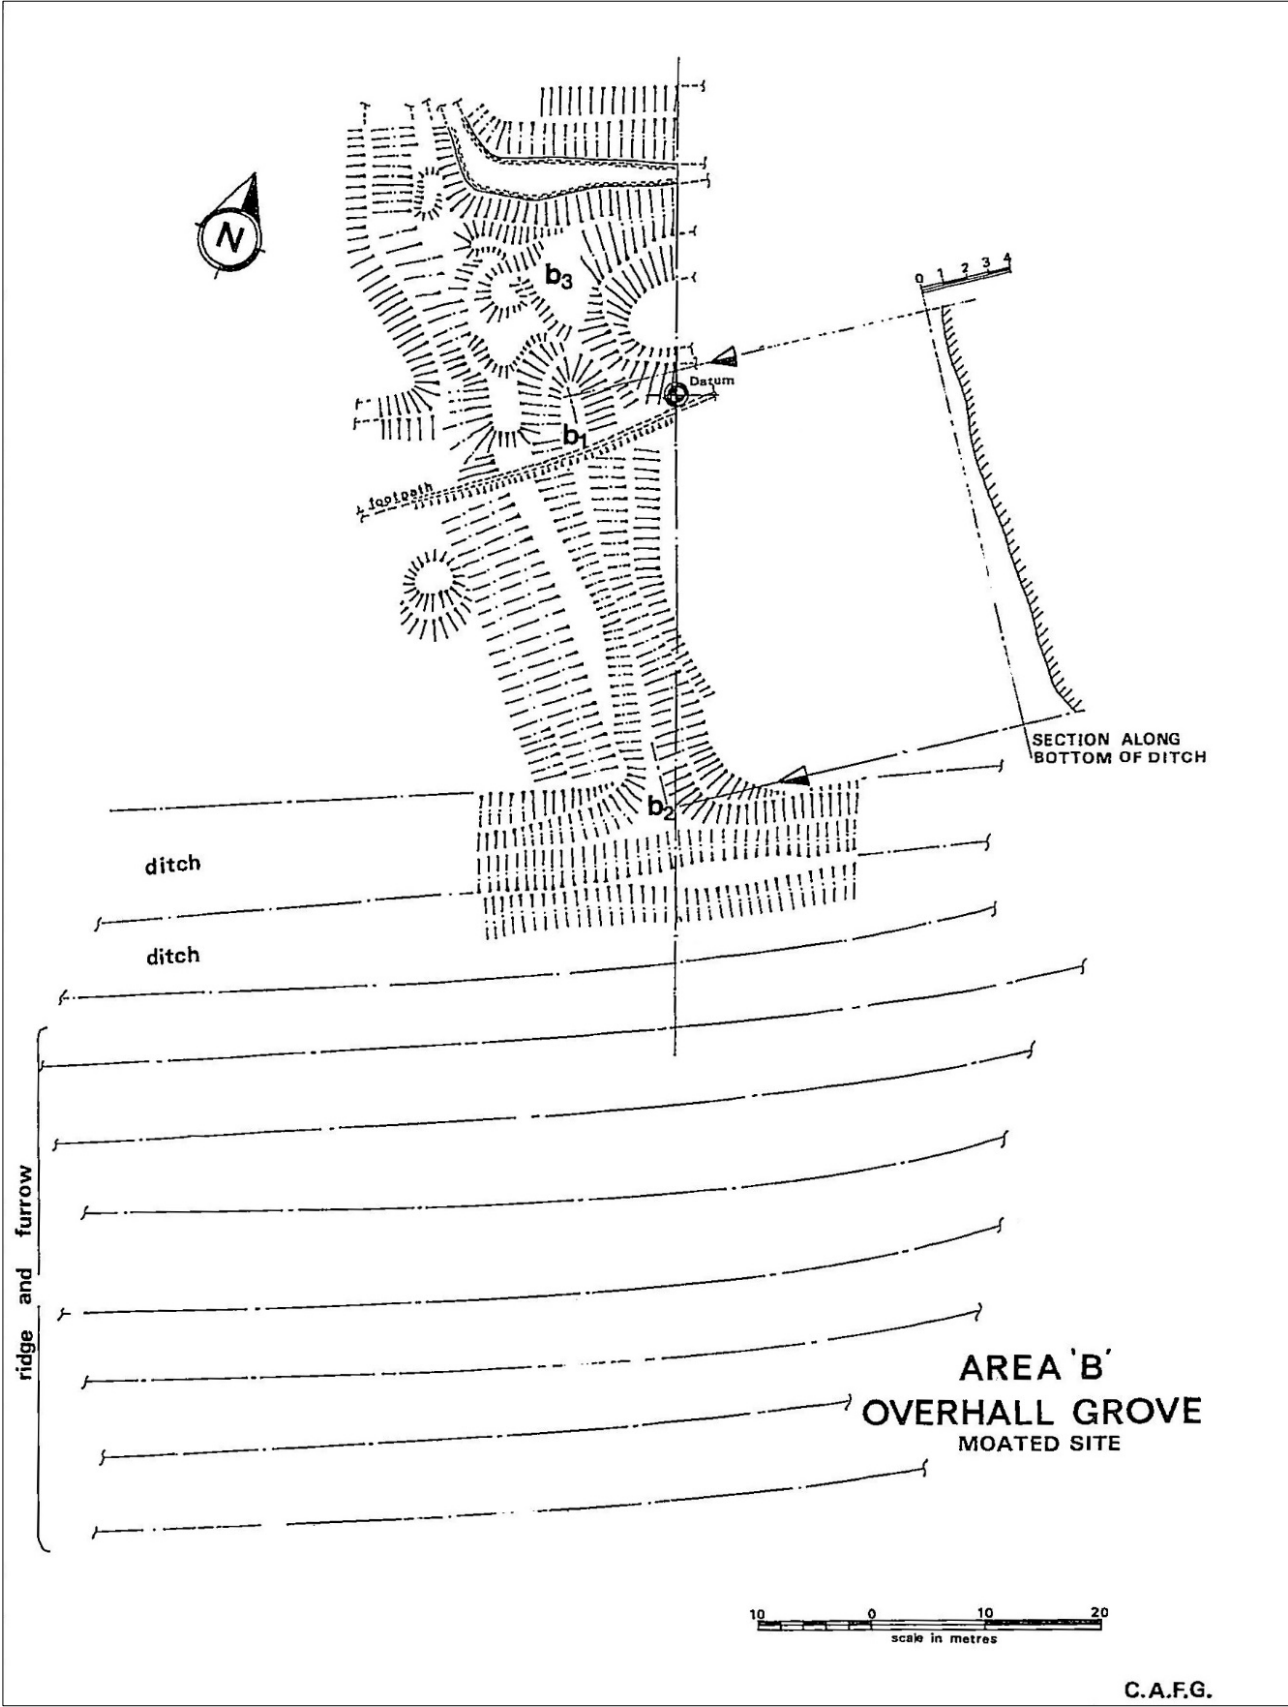 N
b3
0 1 2 3 4
Datum
b1
footpath
SECTION ALONG
BOTTOM OF DITCH
b2
ditch
ditch
ridge and furrow
AREA 'B'
OVERHALL GROVE
MOATED SITE
10 0 10 20
scale in metres
C.A.F.G.